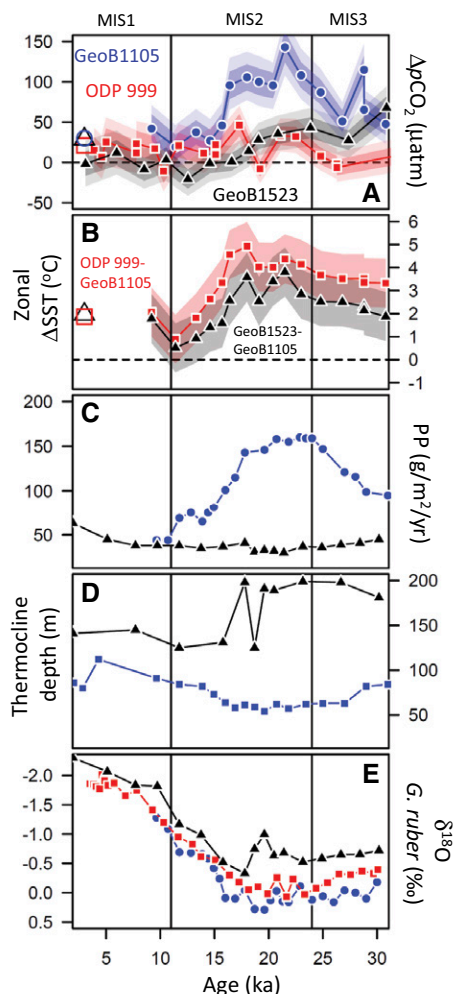 MIS1 MIS2 MIS3
GeoB1105
ODP 999
GeoB1523
A
150
100
50
0
-50
ΔpCO₂ (µatm)
B
ODP 999-
GeoB1105
GeoB1523-
GeoB1105
Zonal
ΔSST (ºC)
6
5
4
3
2
1
0
-1
C
200
150
100
50
PP (g/m²/yr)
D
Thermocline
depth (m)
200
150
100
50
E
-2.0
-1.5
-1.0
-0.5
0.0
0.5
δ¹⁸O
G. ruber (‰)
5 10 15 20 25 30
Age (ka)